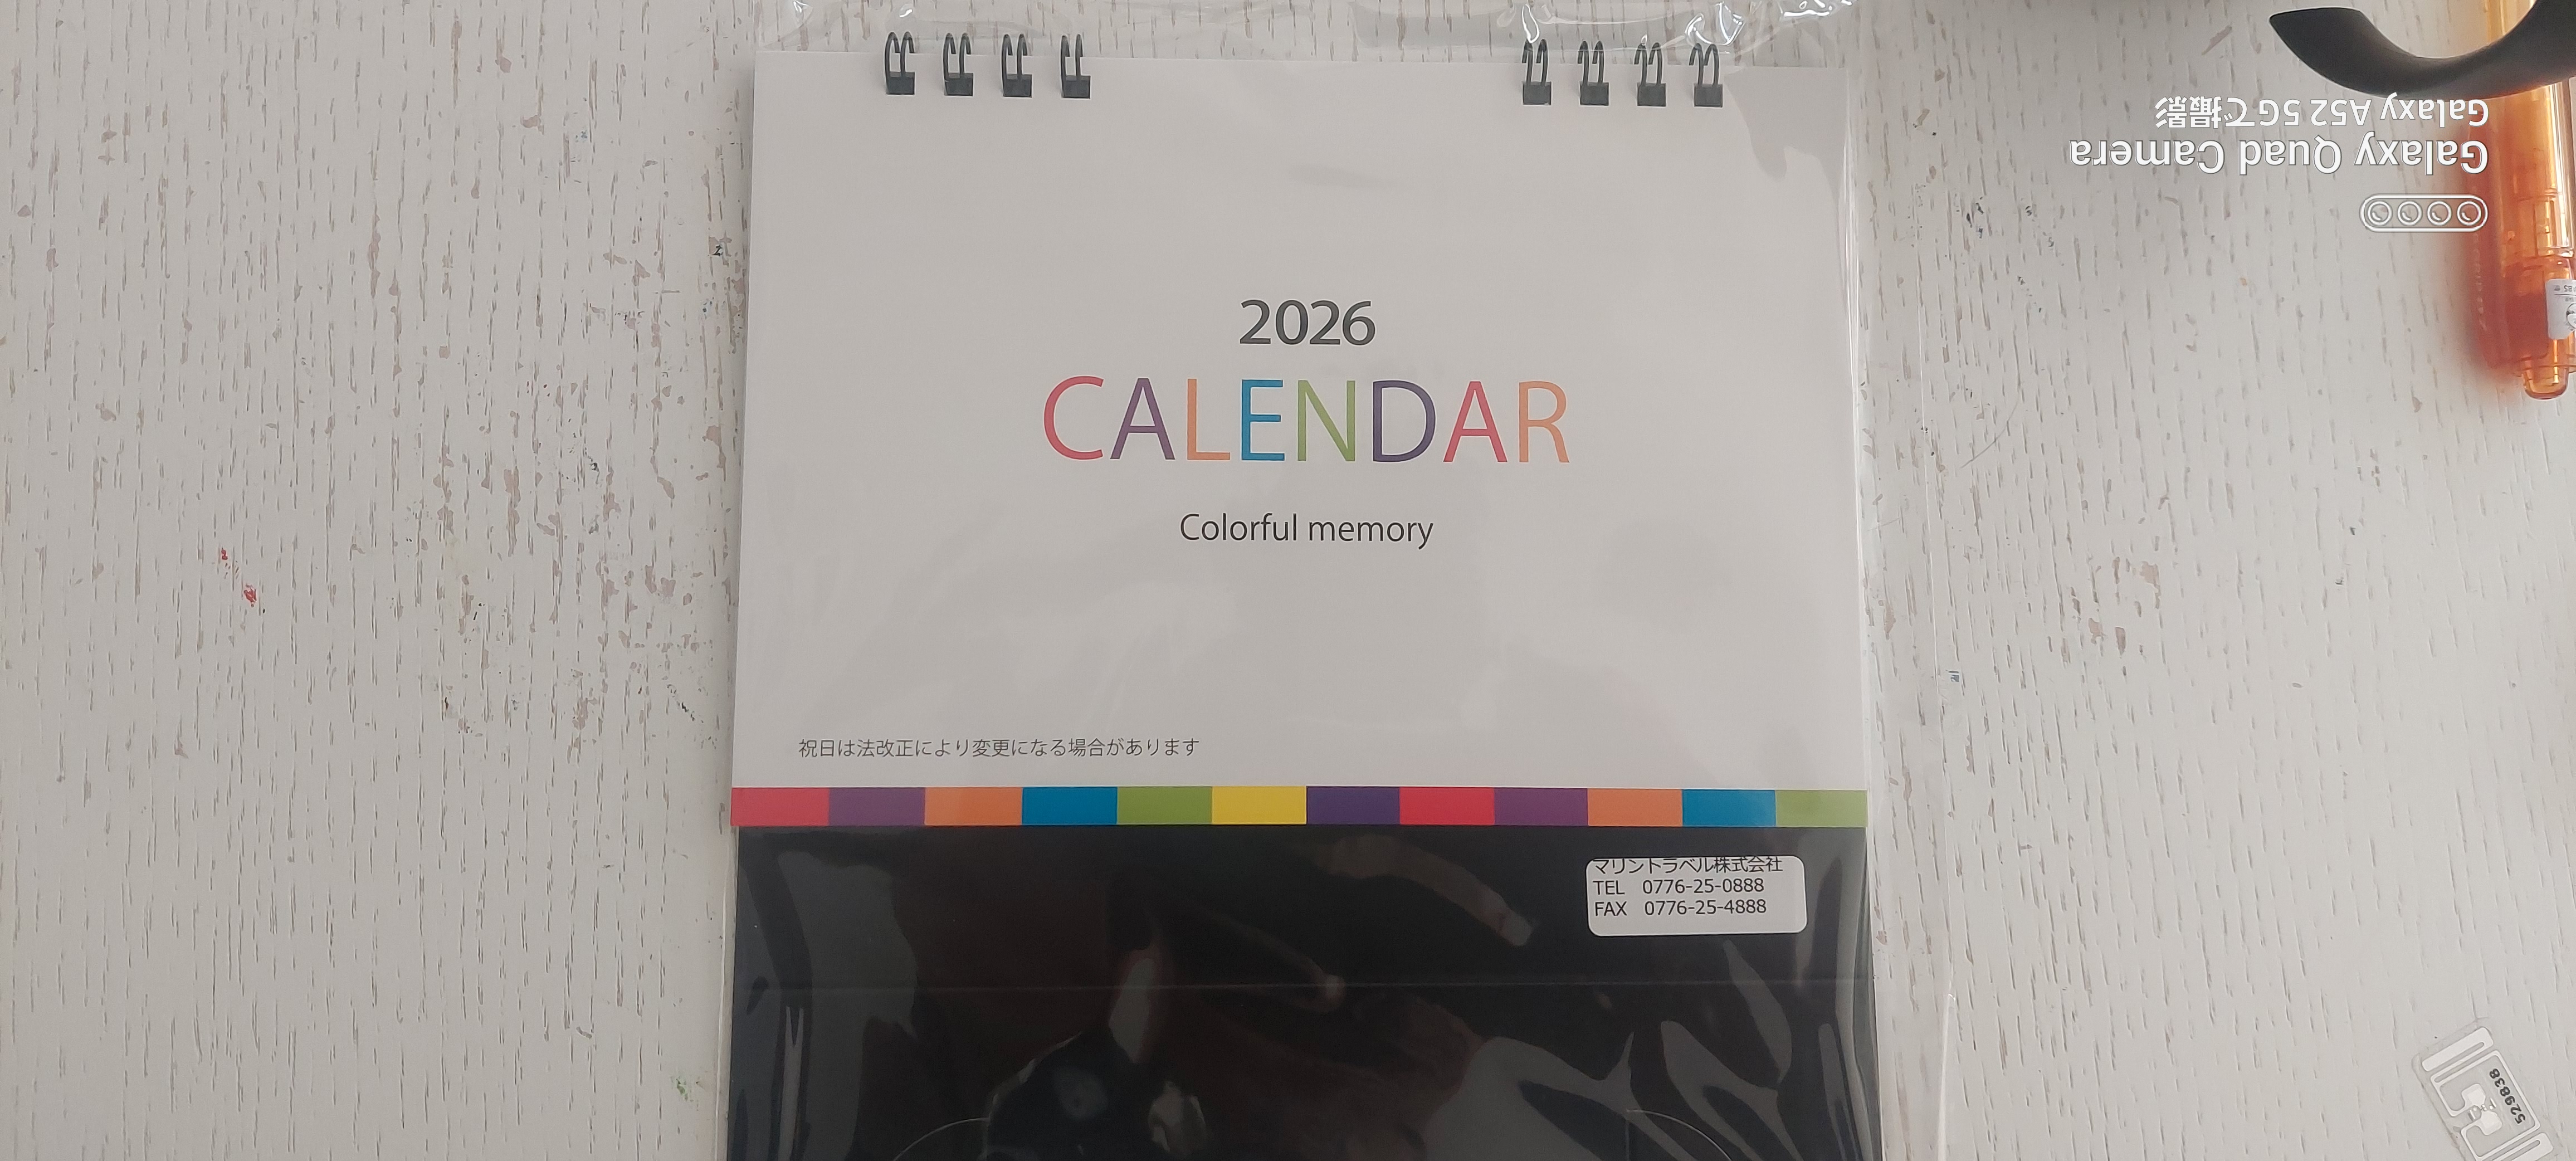 2026
CALENDAR
Colorful memory
祝日は法改正により変更になる場合があります
マリントラベル株式会社
TEL 0776-25-0888
FAX 0776-25-4888
Galaxy Quad Camera
Galaxy A52 5Gで撮影
529838